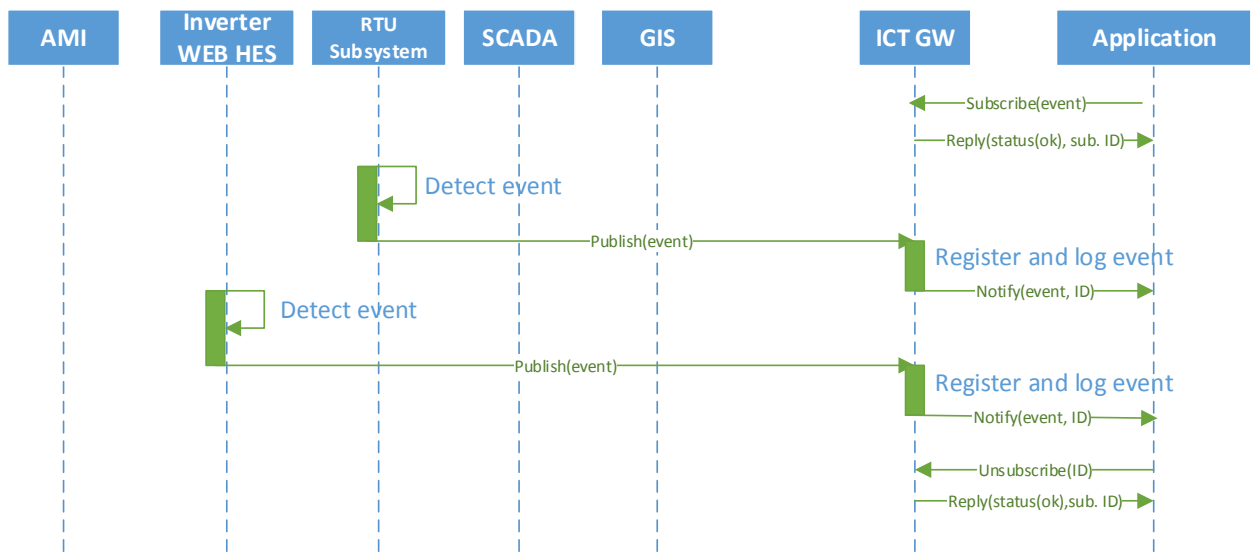 AMI
Inverter
WEB HES
RTU
Subsystem
SCADA
GIS
ICT GW
Application
Subscribe(event)
Reply(status(ok), sub. ID)
Detect event
Publish(event)
Register and log event
Notify(event, ID)
Detect event
Publish(event)
Register and log event
Notify(event, ID)
Unsubscribe(ID)
Reply(status(ok),sub. ID)